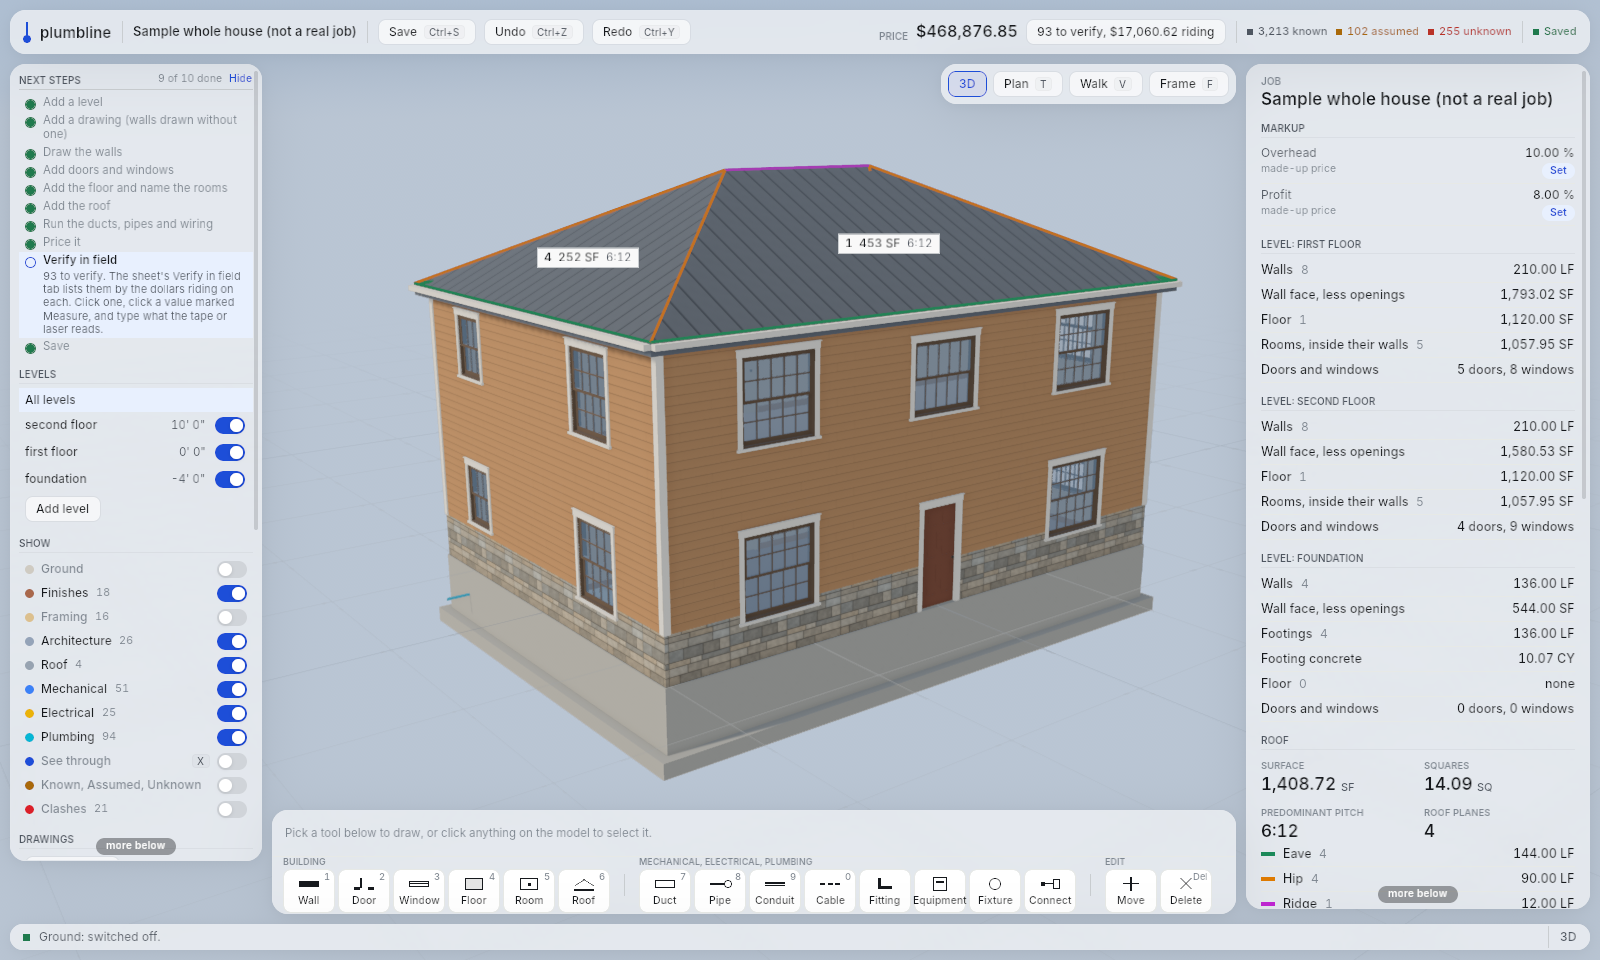 plumbline
Sample whole house (not a real job)
Save Ctrl+S
Undo Ctrl+Z
Redo Ctrl+Y
PRICE $468,876.85
93 to verify, $17,060.62 riding
3,213 known
102 assumed
255 unknown
Saved
NEXT STEPS 9 of 10 done Hide
Add a level
Add a drawing (walls drawn without
one)
Draw the walls
Add doors and windows
Add the floor and name the rooms
Add the roof
Run the ducts, pipes and wiring
Price it
Verify in field
93 to verify. The sheet's Verify in field
tab lists them by the dollars riding on
each. Click one, click a value marked
Measure, and type what the tape or
laser reads.
Save
LEVELS
All levels
second floor 10' 0"
first floor 0' 0"
foundation -4' 0"
Add level
SHOW
Ground
Finishes 18
Framing 16
Architecture 26
Roof 4
Mechanical 51
Electrical 25
Plumbing 94
See through X
Known, Assumed, Unknown
Clashes 21
DRAWINGS
more below
3D
Plan T
Walk V
Frame F
4 252 SF 6:12
1 453 SF 6:12
Pick a tool below to draw, or click anything on the model to select it.
BUILDING
Wall 1
Door 2
Window 3
Floor 4
Room 5
Roof 6
MECHANICAL, ELECTRICAL, PLUMBING
Duct 7
Pipe 8
Conduit 9
Cable 0
Fitting
Equipment
Fixture
Connect
EDIT
Move
Delete Del
JOB
Sample whole house (not a real job)
MARKUP
Overhead 10.00 %
made-up price Set
Profit 8.00 %
made-up price Set
LEVEL: FIRST FLOOR
Walls 8 210.00 LF
Wall face, less openings 1,793.02 SF
Floor 1 1,120.00 SF
Rooms, inside their walls 5 1,057.95 SF
Doors and windows 5 doors, 8 windows
LEVEL: SECOND FLOOR
Walls 8 210.00 LF
Wall face, less openings 1,580.53 SF
Floor 1 1,120.00 SF
Rooms, inside their walls 5 1,057.95 SF
Doors and windows 4 doors, 9 windows
LEVEL: FOUNDATION
Walls 4 136.00 LF
Wall face, less openings 544.00 SF
Footings 4 136.00 LF
Footing concrete 10.07 CY
Floor 0 none
Doors and windows 0 doors, 0 windows
ROOF
SURFACE SQUARES
1,408.72 SF 14.09 SQ
PREDOMINANT PITCH ROOF PLANES
6:12 4
Eave 4 144.00 LF
Hip 4 90.00 LF
more below
Ridge 1 12.00 LF
Ground: switched off.
3D